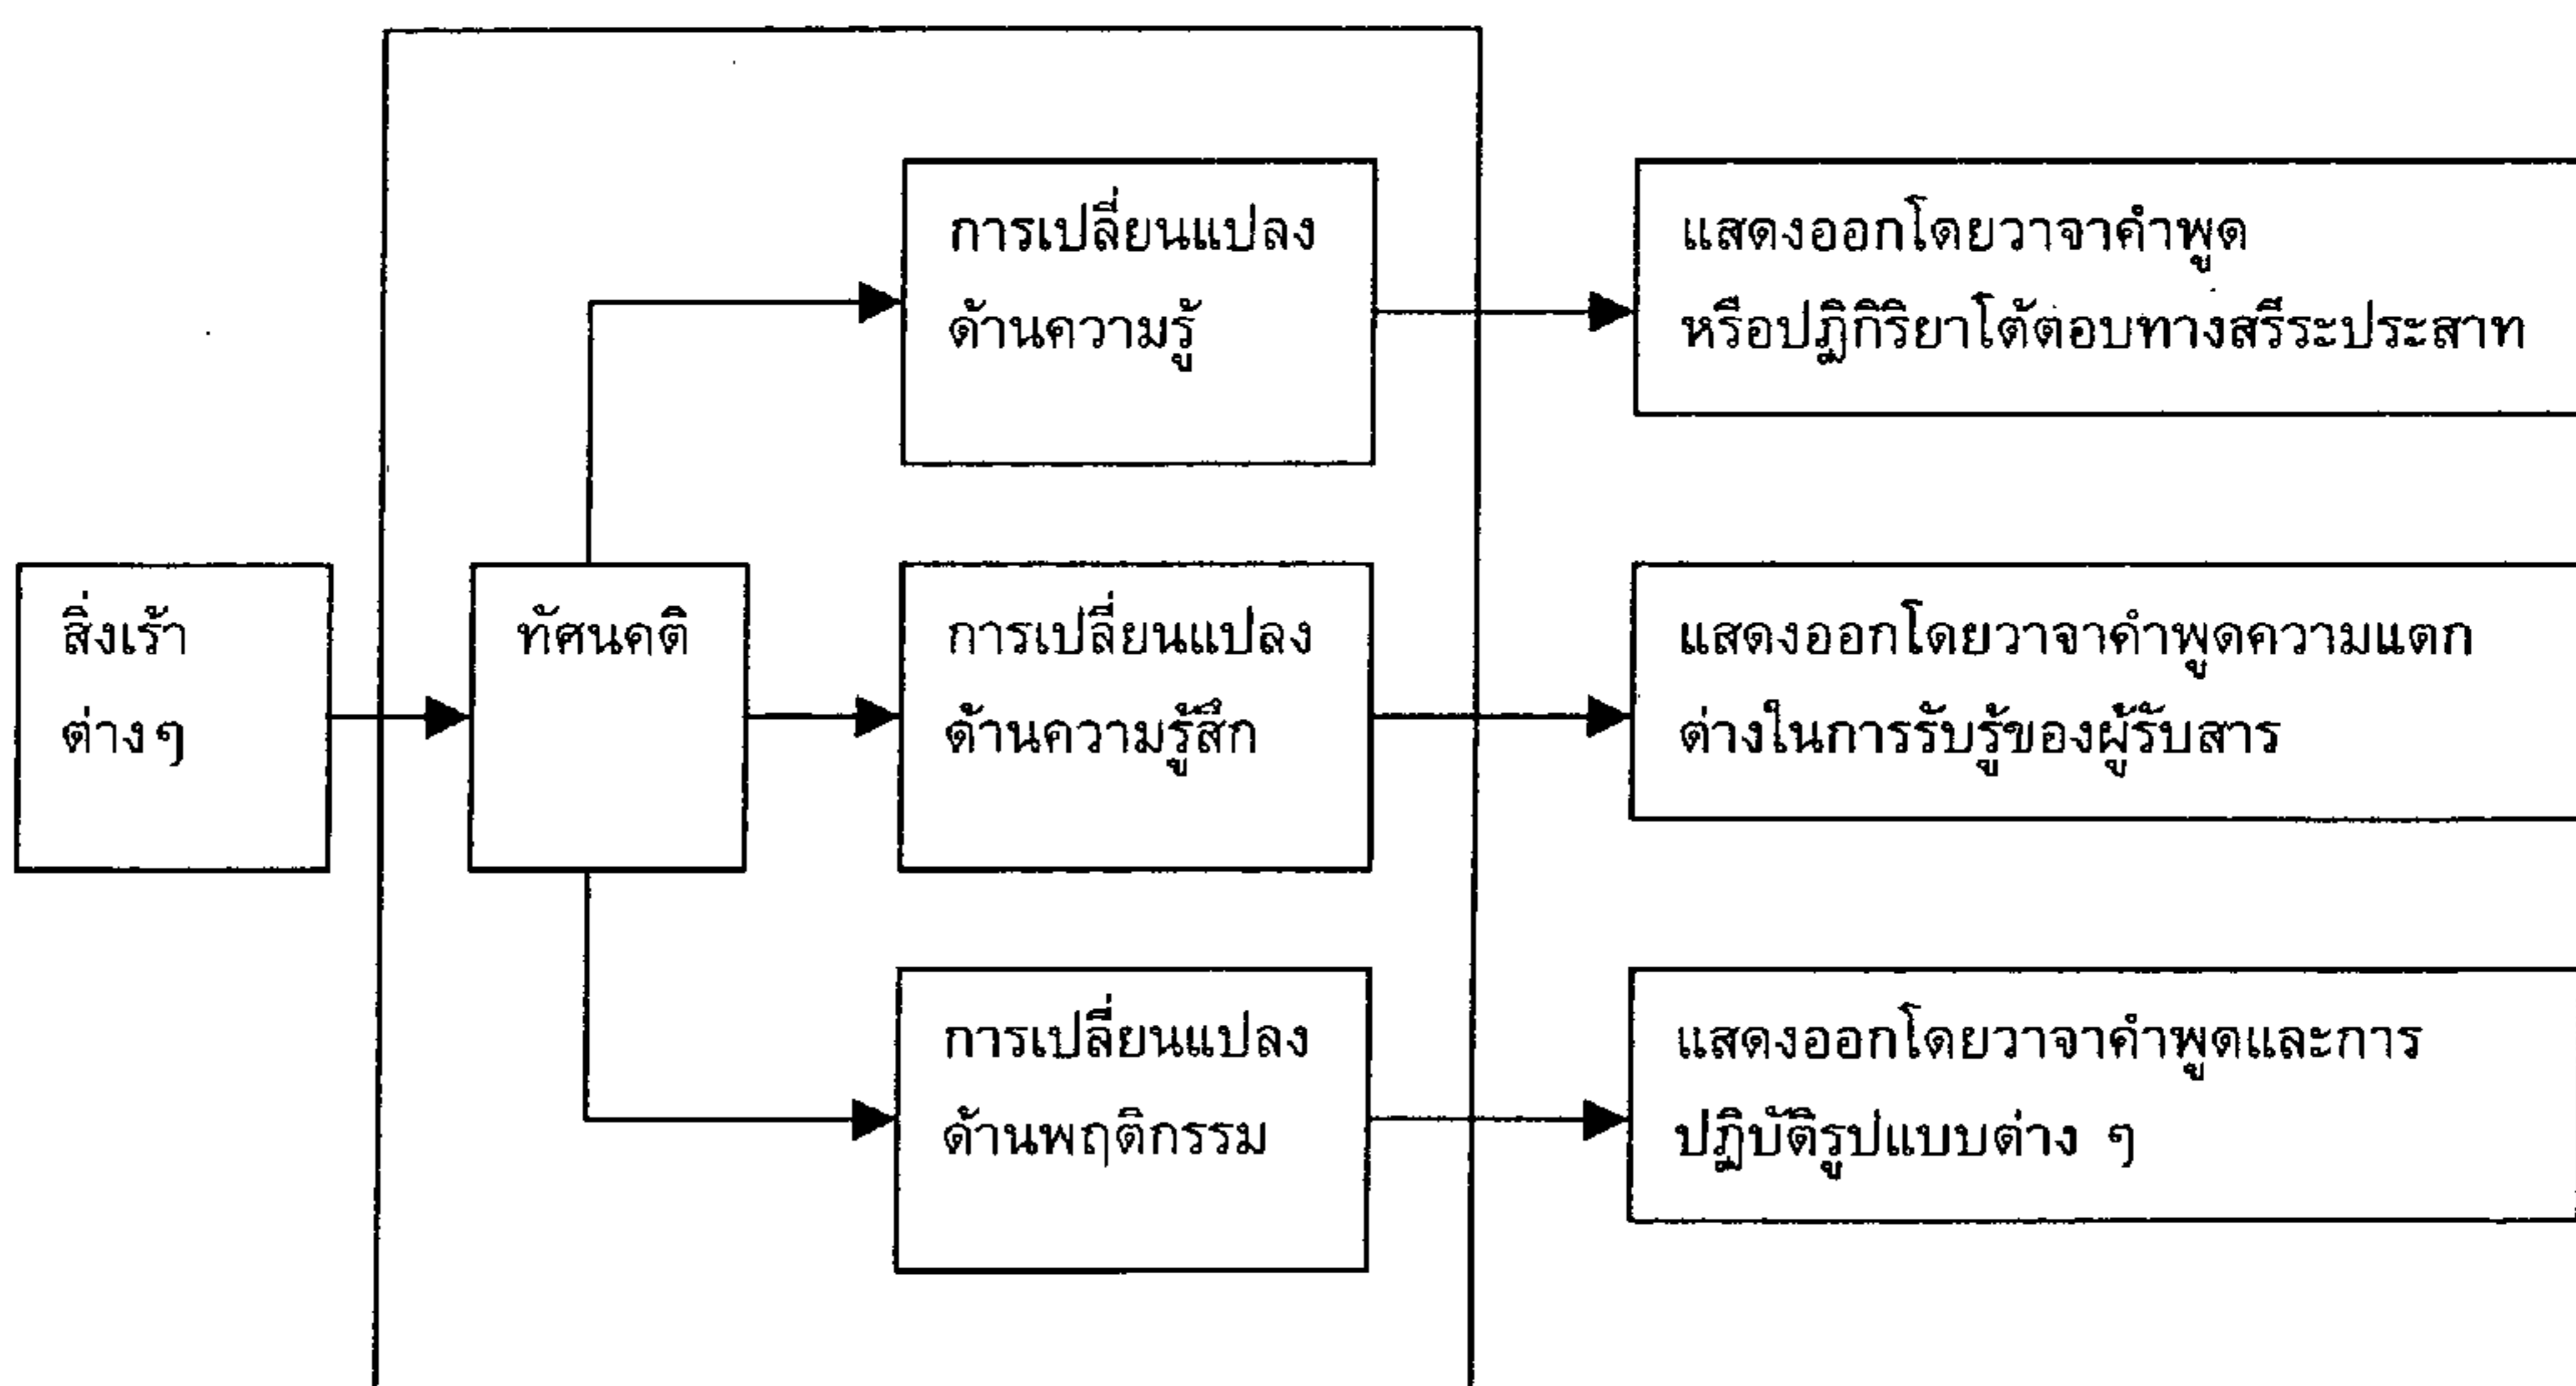 การเปลี่ยนแปลง
ด้านความรู้
แสดงออกโดยวาจาคำพูด
หรือปฏิกิริยาโต้ตอบทางสรีระประสาท
สิ่งเร้า
ต่างๆ
ทัศนคติ
การเปลี่ยนแปลง
ด้านความรู้สึก
แสดงออกโดยวาจาคำพูดความแตก
ต่างในการรับรู้ของผู้รับสาร
การเปลี่ยนแปลง
ด้านพฤติกรรม
แสดงออกโดยวาจาคำพูดและการ
ปฏิบัติรูปแบบต่าง ๆ